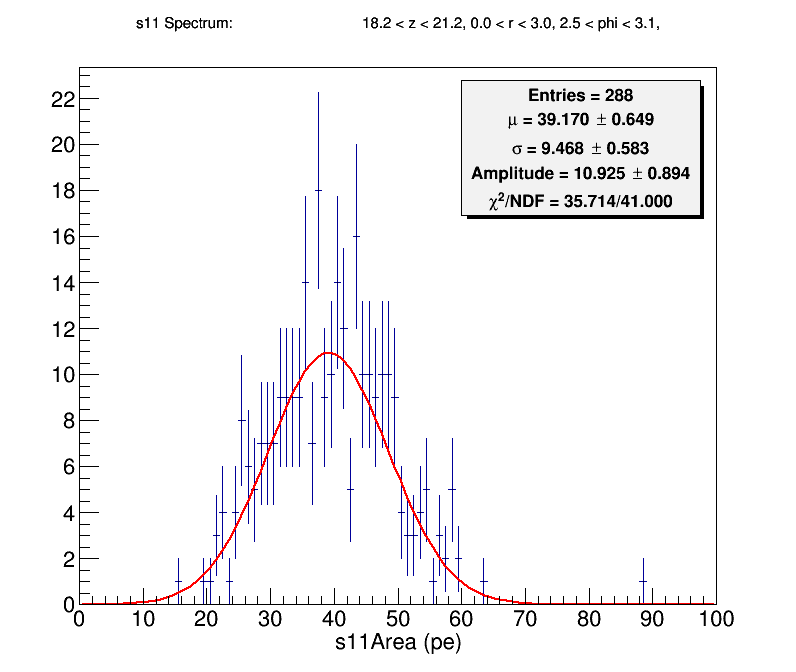 s11 Spectrum: 18.2 < z < 21.2, 0.0 < r < 3.0, 2.5 < phi < 3.1,
Entries = 288
μ = 39.170 ± 0.649
σ = 9.468 ± 0.583
Amplitude = 10.925 ± 0.894
χ²/NDF = 35.714/41.000
22
20
18
16
14
12
10
8
6
4
2
0
0 10 20 30 40 50 60 70 80 90 100
s11Area (pe)